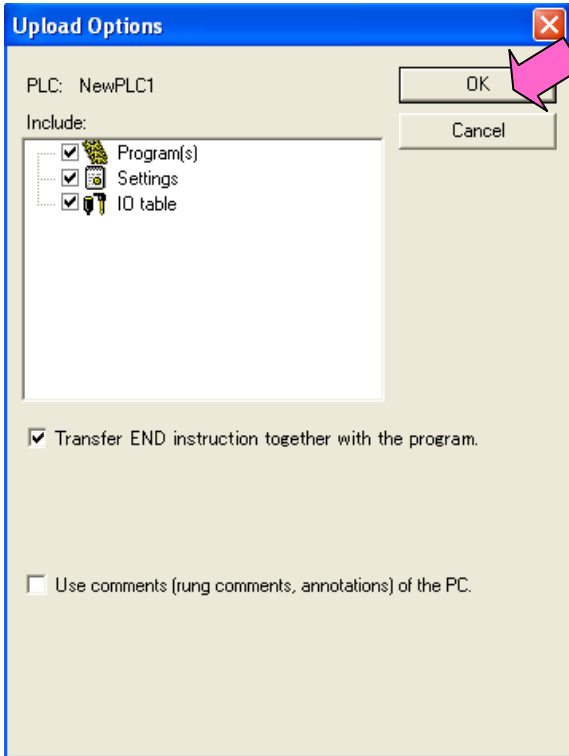 Upload Options
PLC: NewPLC1
OK
Include:
Cancel
Program(s)
Settings
IO table
Transfer END instruction together with the program.
Use comments (rung comments, annotations) of the PC.